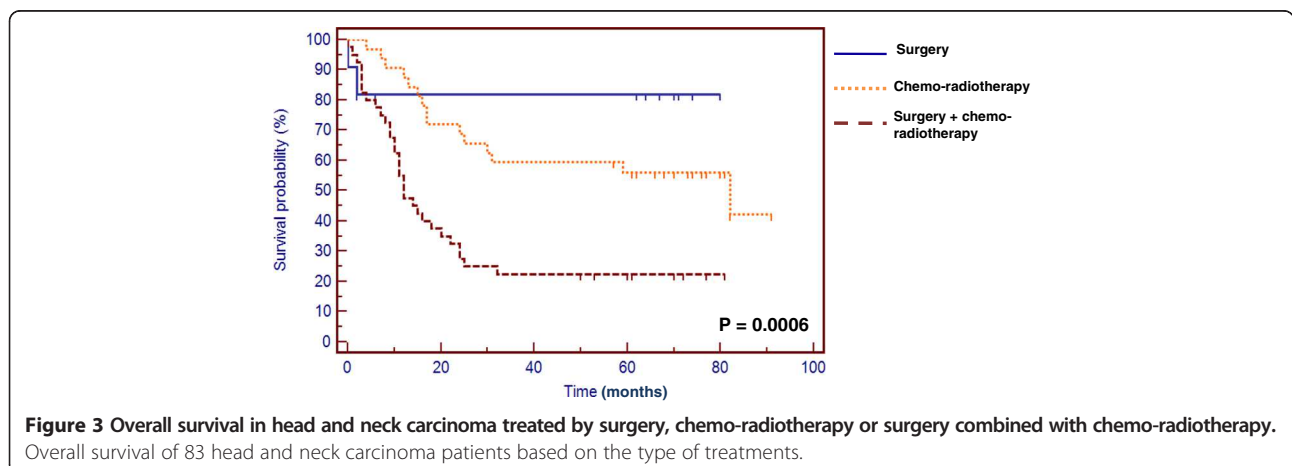 100
90
80
70
60
50
40
30
20
10
0
Survival probability (%)
0 20 40 60 80 100
Time (months)
P = 0.0006
Surgery
Chemo-radiotherapy
Surgery + chemo-
radiotherapy
Figure 3 Overall survival in head and neck carcinoma treated by surgery, chemo-radiotherapy or surgery combined with chemo-radiotherapy.
Overall survival of 83 head and neck carcinoma patients based on the type of treatments.